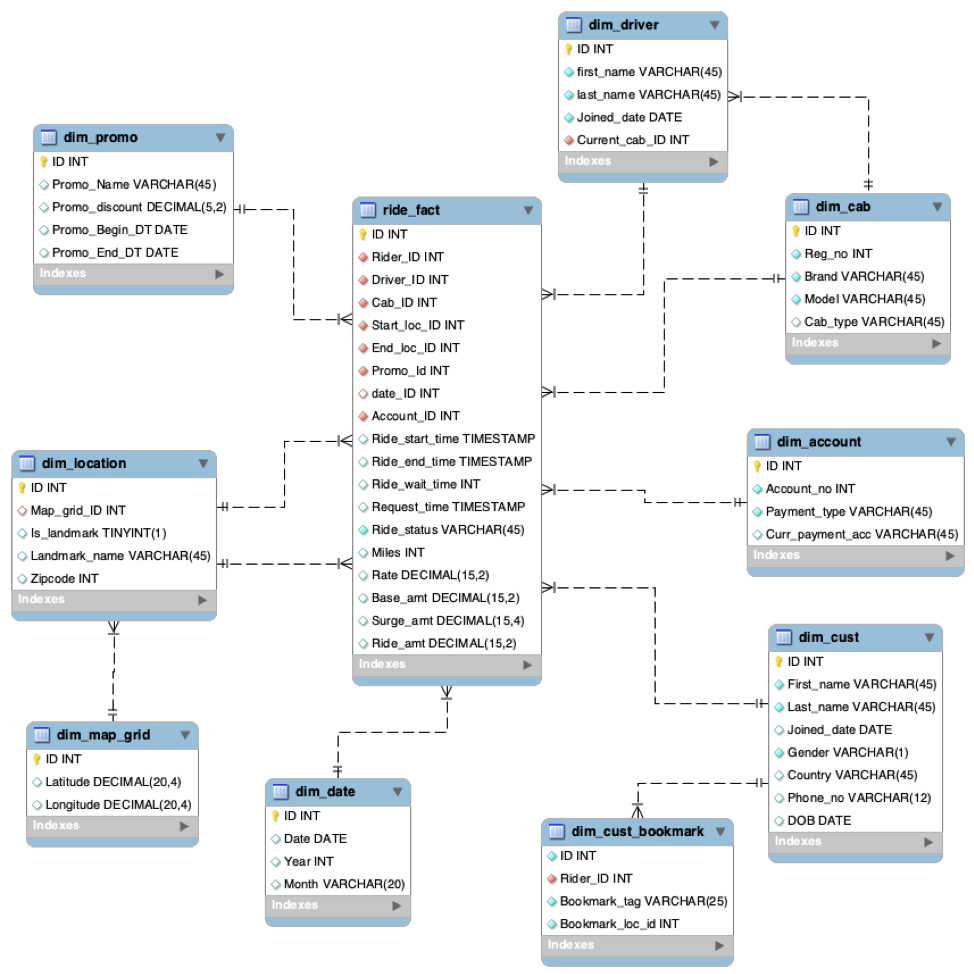 dim_driver
ID INT
first_name VARCHAR(45)
last_name VARCHAR(45)
Joined_date DATE
Current_cab_ID INT
Indexes
dim_promo
ID INT
Promo_Name VARCHAR(45)
Promo_discount DECIMAL(5,2)
Promo_Begin_DT DATE
Promo_End_DT DATE
Indexes
ride_fact
ID INT
Rider_ID INT
Driver_ID INT
Cab_ID INT
Start_loc_ID INT
End_loc_ID INT
Promo_Id INT
date_ID INT
Account_ID INT
Ride_start_time TIMESTAMP
Ride_end_time TIMESTAMP
Ride_wait_time INT
Request_time TIMESTAMP
Ride_status VARCHAR(45)
Miles INT
Rate DECIMAL(15,2)
Base_amt DECIMAL(15,2)
Surge_amt DECIMAL(15,4)
Ride_amt DECIMAL(15,2)
Indexes
dim_cab
ID INT
Reg_no INT
Brand VARCHAR(45)
Model VARCHAR(45)
Cab_type VARCHAR(45)
Indexes
dim_account
ID INT
Account_no INT
Payment_type VARCHAR(45)
Curr_payment_acc VARCHAR(45)
Indexes
dim_location
ID INT
Map_grid_ID INT
Is_landmark TINYINT(1)
Landmark_name VARCHAR(45)
Zipcode INT
Indexes
dim_cust
ID INT
First_name VARCHAR(45)
Last_name VARCHAR(45)
Joined_date DATE
Gender VARCHAR(1)
Country VARCHAR(45)
Phone_no VARCHAR(12)
DOB DATE
Indexes
dim_map_grid
ID INT
Latitude DECIMAL(20,4)
Longitude DECIMAL(20,4)
Indexes
dim_date
ID INT
Date DATE
Year INT
Month VARCHAR(20)
Indexes
dim_cust_bookmark
ID INT
Rider_ID INT
Bookmark_tag VARCHAR(25)
Bookmark_loc_id INT
Indexes